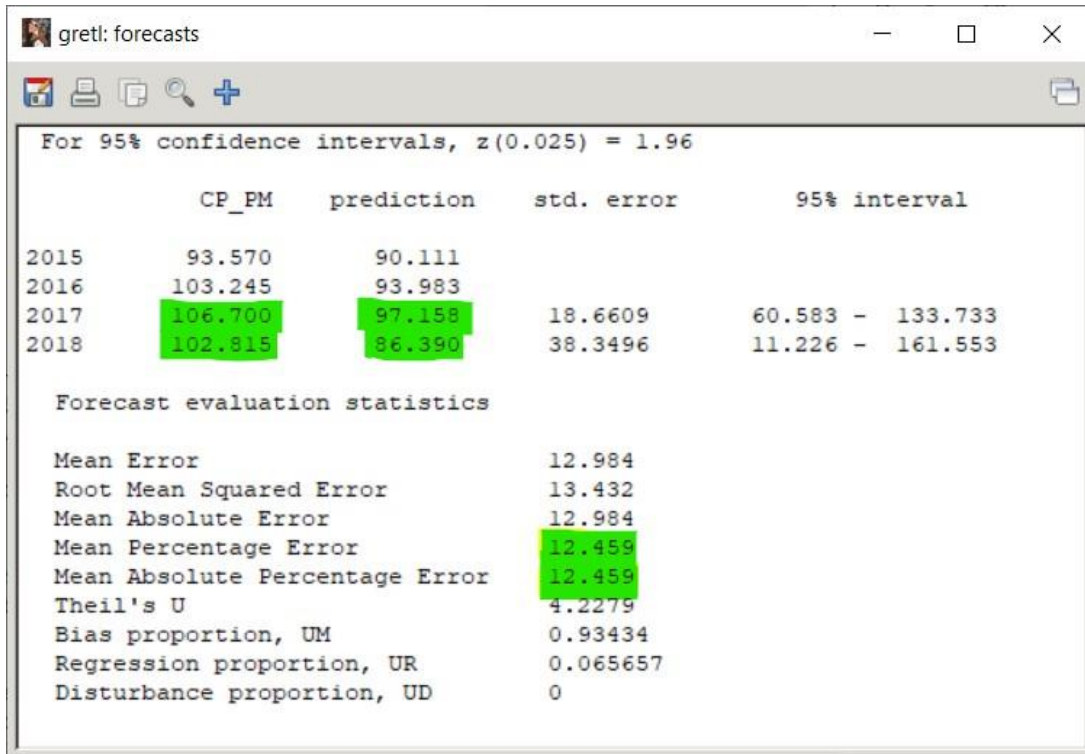 gretl: forecasts
For 95% confidence intervals, z(0.025) = 1.96
CP_PM prediction std. error 95% interval
2015 93.570 90.111
2016 103.245 93.983
2017 106.700 97.158 18.6609 60.583 - 133.733
2018 102.815 86.390 38.3496 11.226 - 161.553
Forecast evaluation statistics
Mean Error 12.984
Root Mean Squared Error 13.432
Mean Absolute Error 12.984
Mean Percentage Error 12.459
Mean Absolute Percentage Error 12.459
Theil's U 4.2279
Bias proportion, UM 0.93434
Regression proportion, UR 0.065657
Disturbance proportion, UD 0